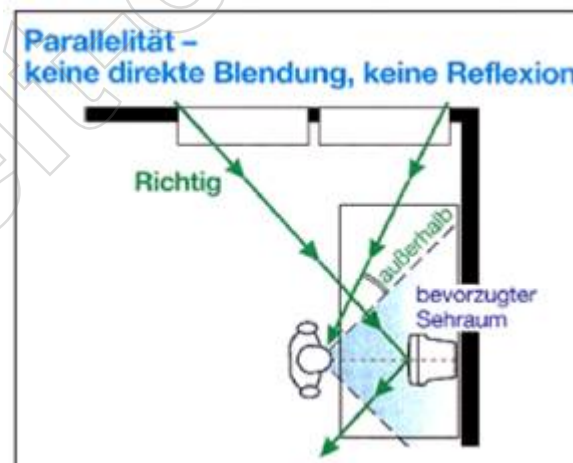 Parallelität –
keine direkte Blendung, keine Reflexion
Richtig
außerhalb
bevorzugter
Sehraum